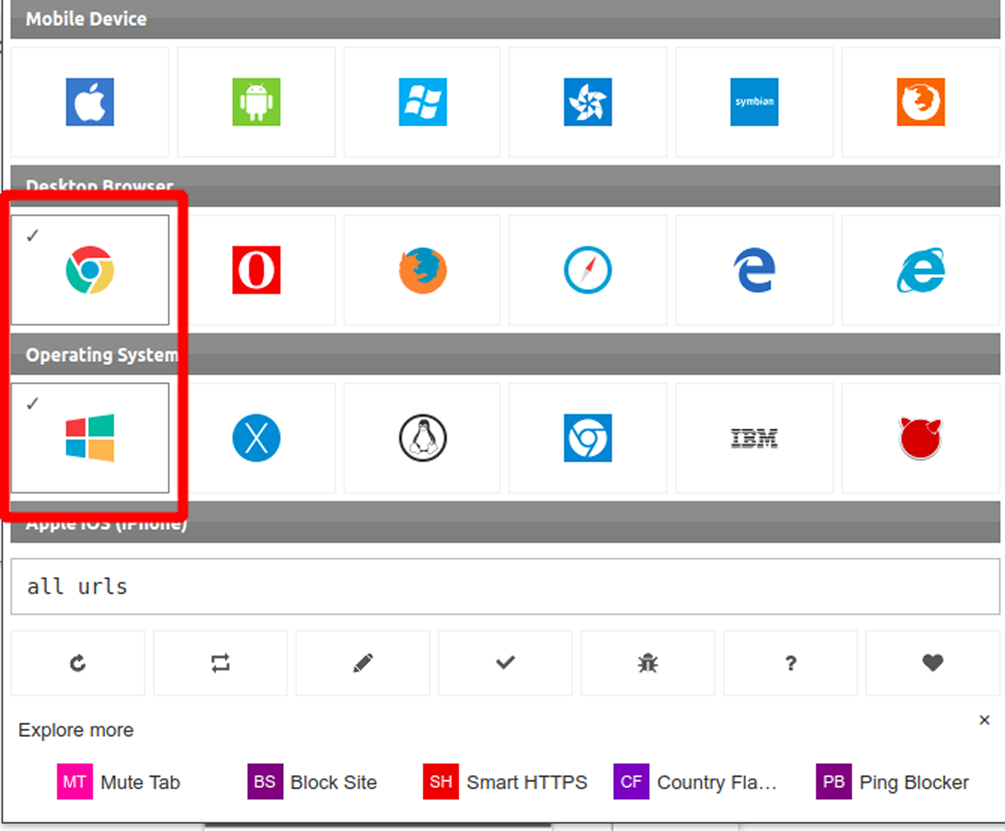 Mobile Device
symbian
Desktop Browser
Operating System
IBM
Apple iOS (iPhone)
all urls
?
Explore more
×
MT Mute Tab BS Block Site SH Smart HTTPS CF Country Fla... PB Ping Blocker